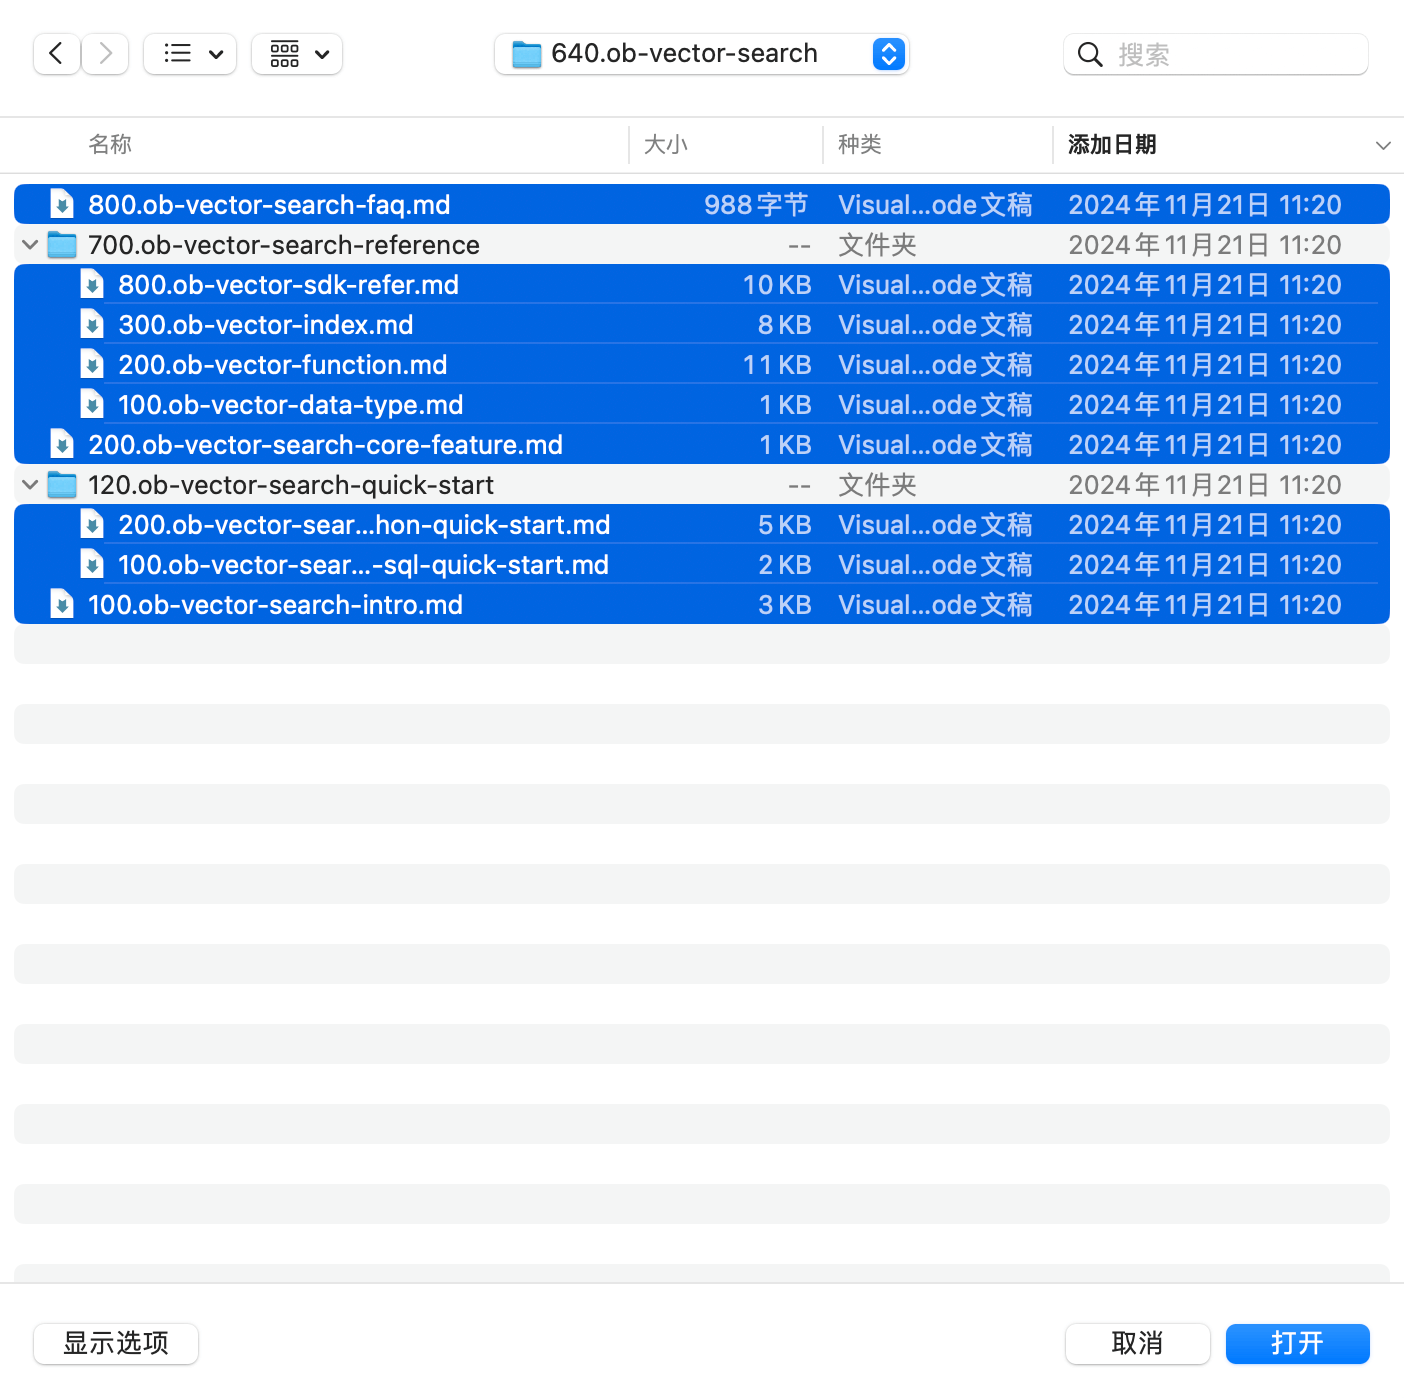 640.ob-vector-search
搜索
名称 大小 种类 添加日期
800.ob-vector-search-faq.md 988字节 Visual...ode文稿 2024年11月21日 11:20
700.ob-vector-search-reference -- 文件夹 2024年11月21日 11:20
800.ob-vector-sdk-refer.md 10 KB Visual...ode文稿 2024年11月21日 11:20
300.ob-vector-index.md 8 KB Visual...ode文稿 2024年11月21日 11:20
200.ob-vector-function.md 11 KB Visual...ode文稿 2024年11月21日 11:20
100.ob-vector-data-type.md 1 KB Visual...ode文稿 2024年11月21日 11:20
200.ob-vector-search-core-feature.md 1 KB Visual...ode文稿 2024年11月21日 11:20
120.ob-vector-search-quick-start -- 文件夹 2024年11月21日 11:20
200.ob-vector-sear...hon-quick-start.md 5 KB Visual...ode文稿 2024年11月21日 11:20
100.ob-vector-sear...-sql-quick-start.md 2 KB Visual...ode文稿 2024年11月21日 11:20
100.ob-vector-search-intro.md 3 KB Visual...ode文稿 2024年11月21日 11:20
显示选项 取消 打开